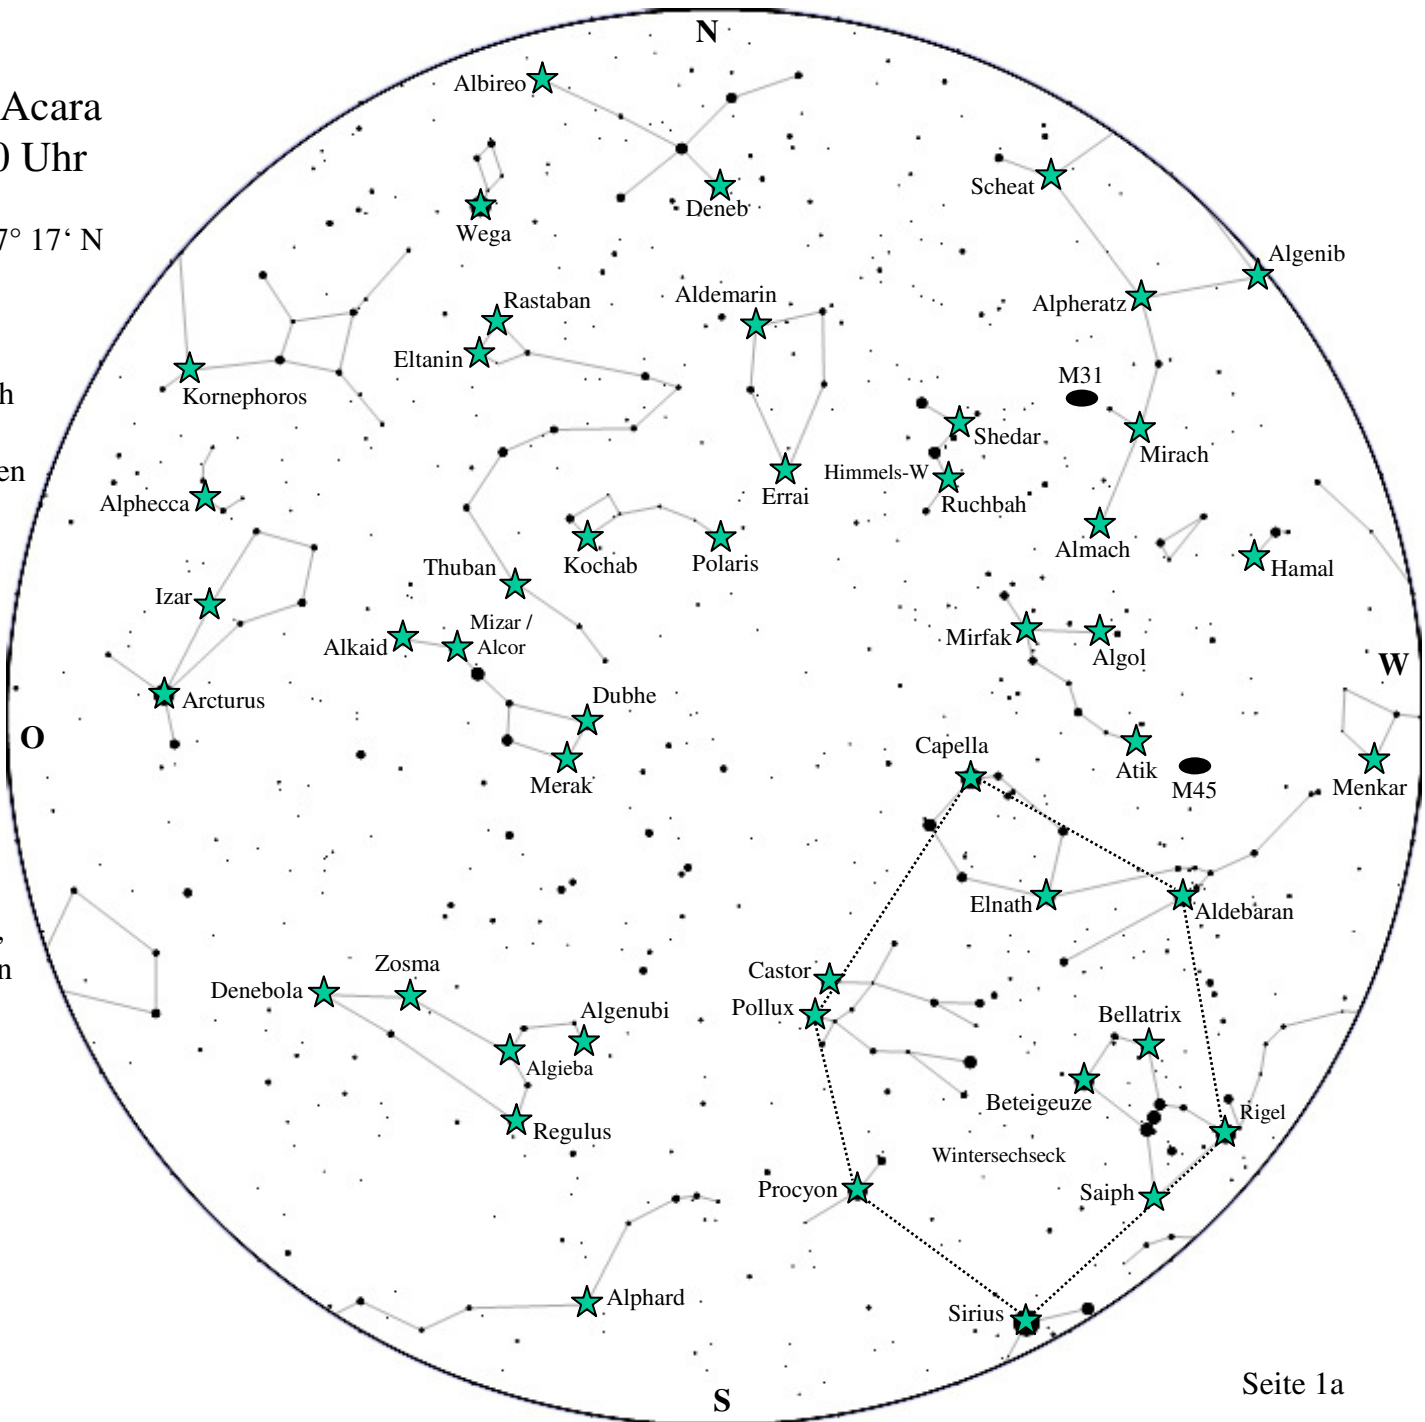 N
Albireo
Acara
0 Uhr
Scheat
Deneb
Wega
7° 17‘ N
Algenib
Rastaban
Aldemarin
Alpheratz
Eltanin
M31
h
Kornephoros
Shedar
Mirach
Himmels-W
en
Errai
Ruchbah
Alphecca
Almach
Kochab
Polaris
Thuban
Hamal
Izar
Mizar /
Alcor
Alkaid
Mirfak
Algol
W
Dubhe
Arcturus
O
Capella
Atik
Merak
M45
Menkar
Elnath
Aldebaran
,
n
Zosma
Castor
Denebola
Pollux
Algenubi
Bellatrix
Algieba
Beteigeuze
Rigel
Regulus
Wintersechseck
Procyon
Saiph
Alphard
Sirius
Seite 1a
S